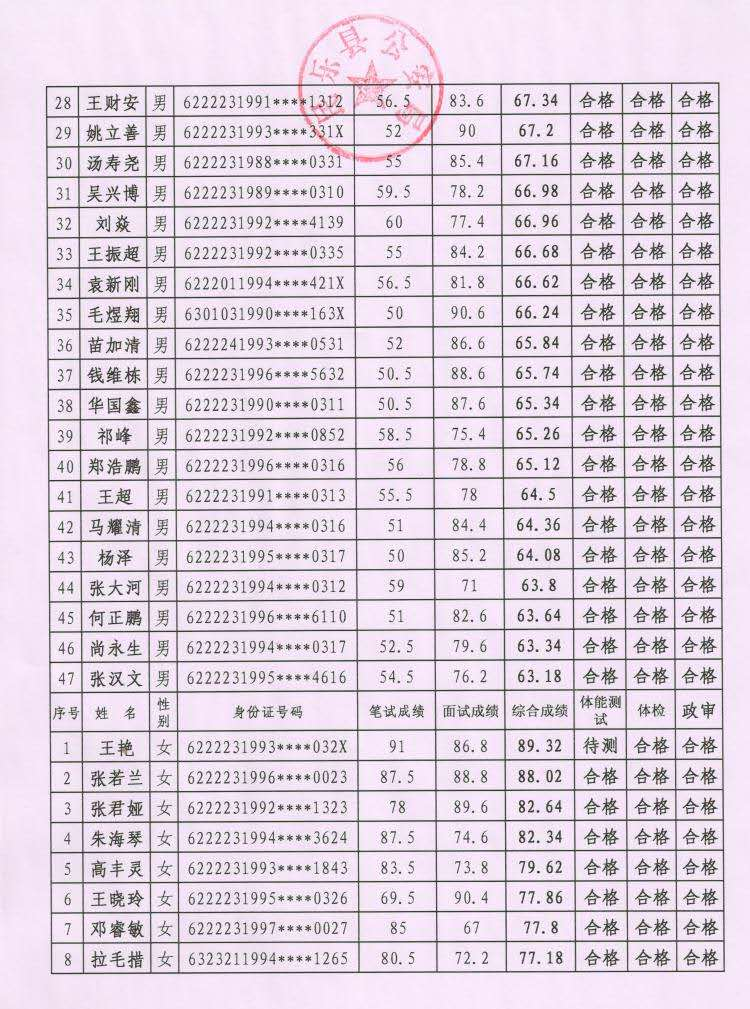 民乐县公安局
28 王财安 男 6222231991****1312 56.5 83.6 67.34 合格 合格 合格
29 姚立善 男 6222231993****331X 52 90 67.2 合格 合格 合格
30 汤寿尧 男 6222231988****0331 55 85.4 67.16 合格 合格 合格
31 吴兴博 男 6222231989****0310 59.5 78.2 66.98 合格 合格 合格
32 刘焱 男 6222231992****4139 60 77.4 66.96 合格 合格 合格
33 王振超 男 6222231992****0335 55 84.2 66.68 合格 合格 合格
34 袁新刚 男 6222011994****421X 56.5 81.8 66.62 合格 合格 合格
35 毛煜翔 男 6301031990****163X 50 90.6 66.24 合格 合格 合格
36 苗加清 男 6222241993****0531 52 86.6 65.84 合格 合格 合格
37 钱维栋 男 6222231996****5632 50.5 88.6 65.74 合格 合格 合格
38 华国鑫 男 6222231990****0311 50.5 87.6 65.34 合格 合格 合格
39 祁峰 男 6222231992****0852 58.5 75.4 65.26 合格 合格 合格
40 郑浩鹏 男 6222231996****0316 56 78.8 65.12 合格 合格 合格
41 王超 男 6222231991****0313 55.5 78 64.5 合格 合格 合格
42 马耀清 男 6222231994****0316 51 84.4 64.36 合格 合格 合格
43 杨泽 男 6222231995****0317 50 85.2 64.08 合格 合格 合格
44 张大河 男 6222231994****0312 59 71 63.8 合格 合格 合格
45 何正鹏 男 6222231996****6110 51 82.6 63.64 合格 合格 合格
46 尚永生 男 6222231994****0317 52.5 79.6 63.34 合格 合格 合格
47 张汉文 男 6222231995****4616 54.5 76.2 63.18 合格 合格 合格
序号 姓 名 性别 身份证号码 笔试成绩 面试成绩 综合成绩 体能测试 体检 政审
1 王艳 女 6222231993****032X 91 86.8 89.32 待测 合格 合格
2 张若兰 女 6222231996****0023 87.5 88.8 88.02 合格 合格 合格
3 张君娅 女 6222231992****1323 78 89.6 82.64 合格 合格 合格
4 朱海琴 女 6222231994****3624 87.5 74.6 82.34 合格 合格 合格
5 高丰灵 女 6222231993****1843 83.5 73.8 79.62 合格 合格 合格
6 王晓玲 女 6222231995****0326 69.5 90.4 77.86 合格 合格 合格
7 邓睿敏 女 6222231997****0027 85 67 77.8 合格 合格 合格
8 拉毛措 女 6323211994****1265 80.5 72.2 77.18 合格 合格 合格